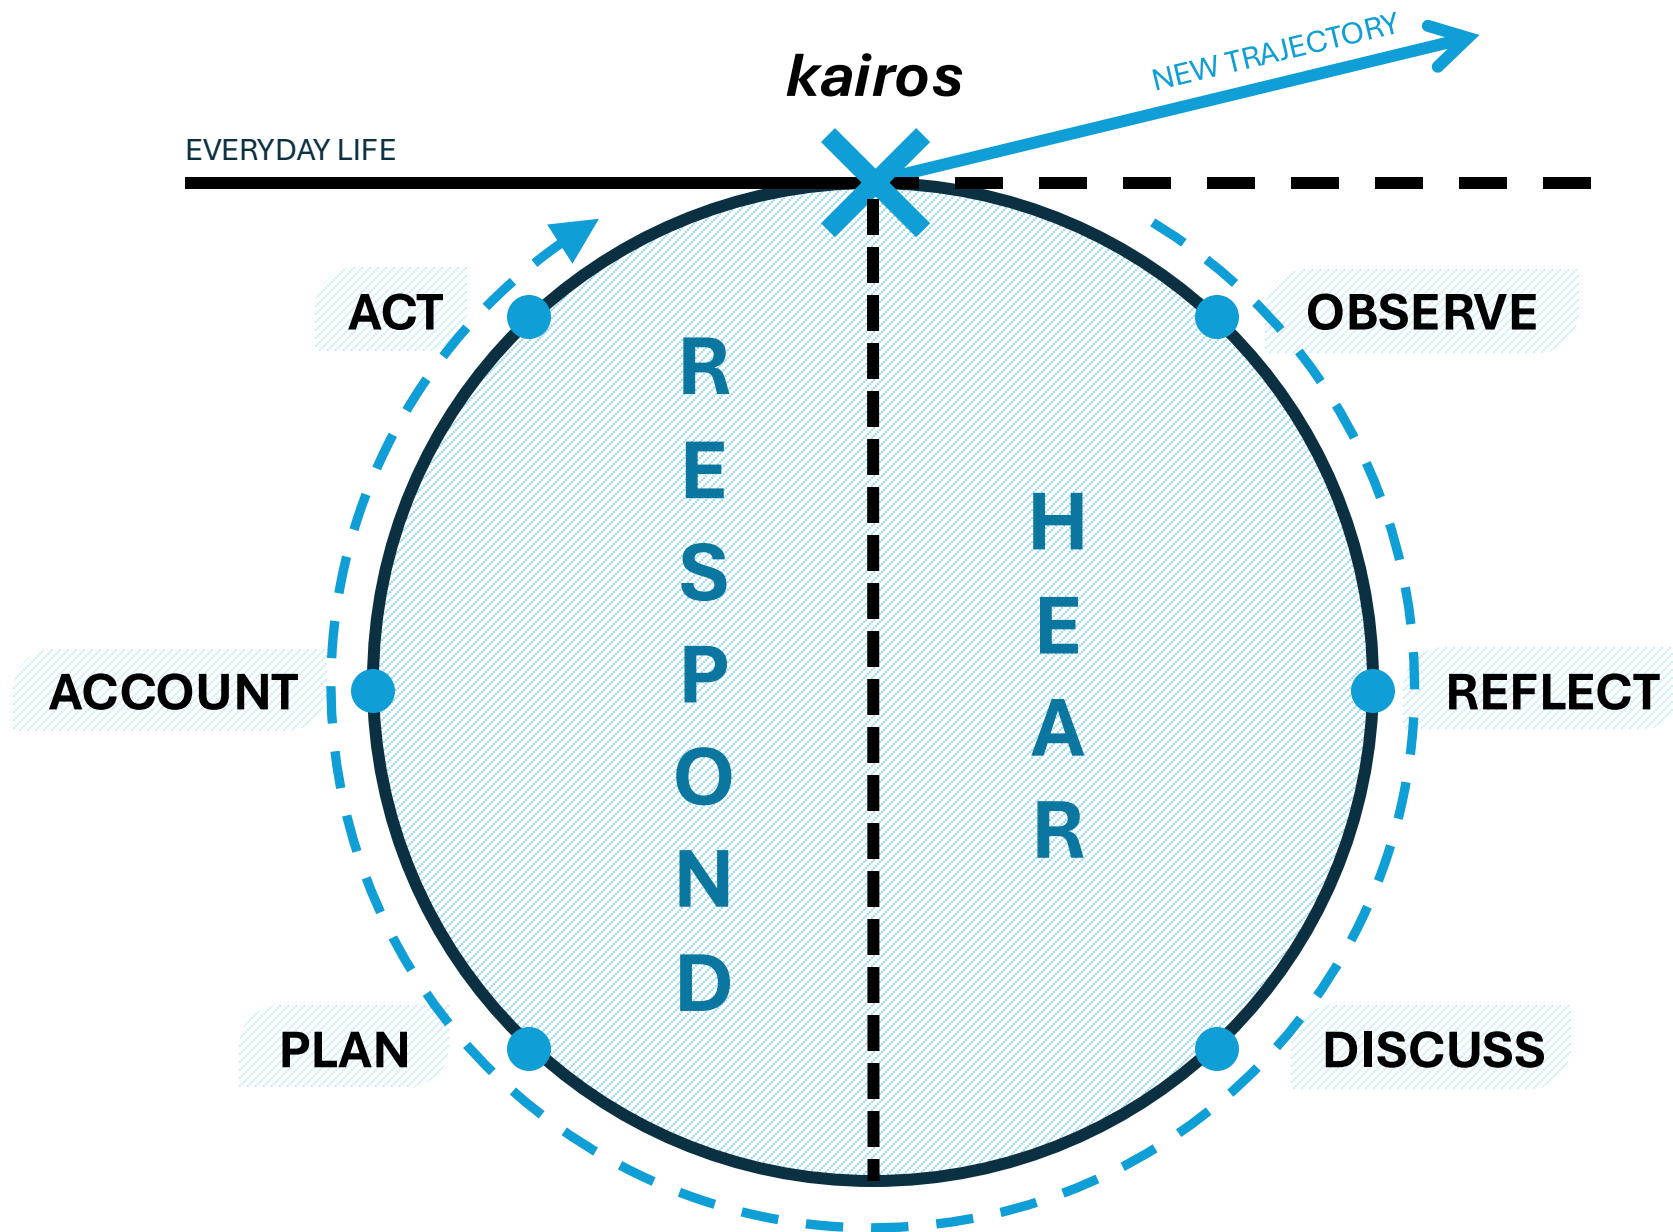 NEW TRAJECTORY
kairos
EVERYDAY LIFE
ACT
OBSERVE
RESPOND
HEAR
ACCOUNT
REFLECT
PLAN
DISCUSS